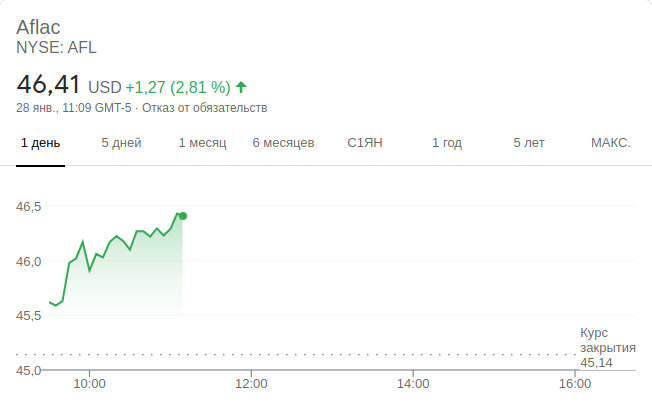 Aflac
NYSE: AFL
46,41 USD +1,27 (2,81 %)
28 янв., 11:09 GMT-5 · Отказ от обязательств
1 день 5 дней 1 месяц 6 месяцев С1ЯН 1 год 5 лет МАКС.
46,5
46,0
45,5
Курс
закрытия
45,14
45,0
10:00 12:00 14:00 16:00